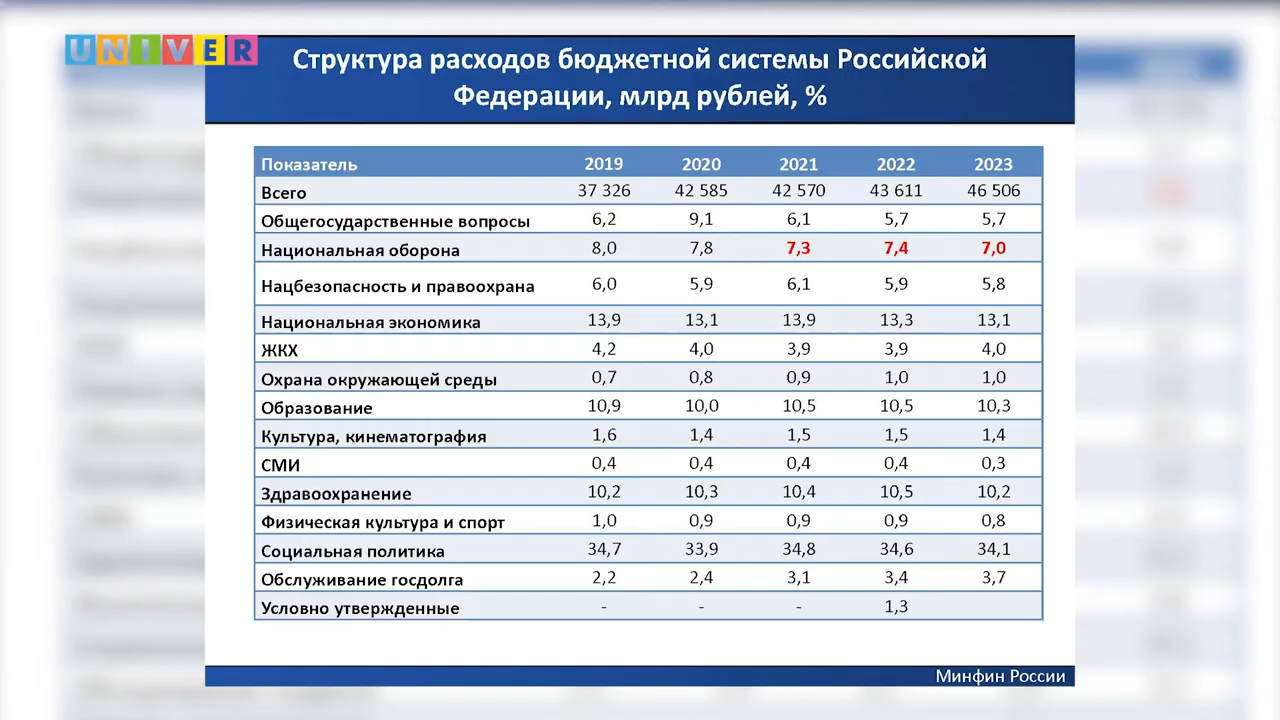 UNIVER
Структура расходов бюджетной системы Российской
Федерации, млрд рублей, %
Показатель 2019 2020 2021 2022 2023
Всего 37 326 42 585 42 570 43 611 46 506
Общегосударственные вопросы 6,2 9,1 6,1 5,7 5,7
Национальная оборона 8,0 7,8 7,3 7,4 7,0
Нацбезопасность и правоохрана 6,0 5,9 6,1 5,9 5,8
Национальная экономика 13,9 13,1 13,9 13,3 13,1
ЖКХ 4,2 4,0 3,9 3,9 4,0
Охрана окружающей среды 0,7 0,8 0,9 1,0 1,0
Образование 10,9 10,0 10,5 10,5 10,3
Культура, кинематография 1,6 1,4 1,5 1,5 1,4
СМИ 0,4 0,4 0,4 0,4 0,3
Здравоохранение 10,2 10,3 10,4 10,5 10,2
Физическая культура и спорт 1,0 0,9 0,9 0,9 0,8
Социальная политика 34,7 33,9 34,8 34,6 34,1
Обслуживание госдолга 2,2 2,4 3,1 3,4 3,7
Условно утвержденные - - - 1,3
Минфин России